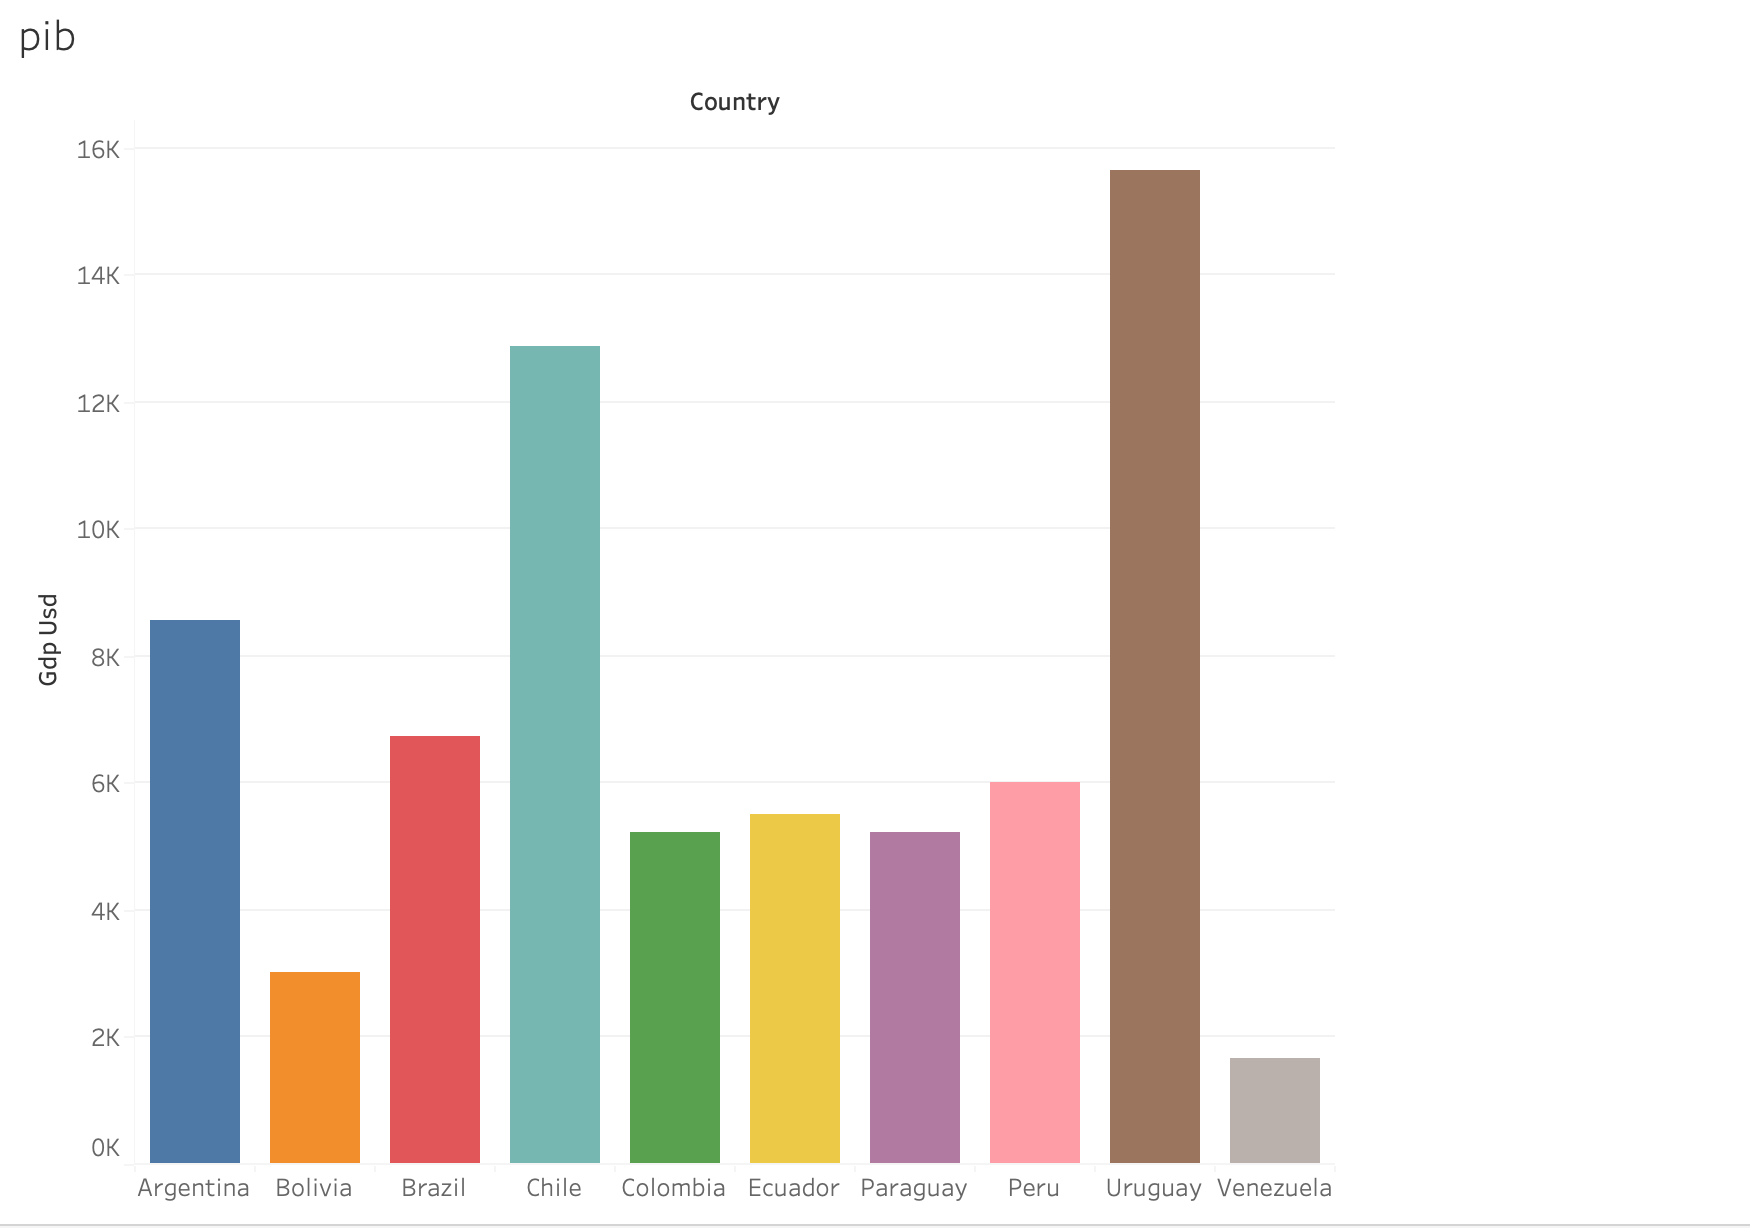 pib
Country
16K
14K
12K
10K
8K
6K
4K
2K
0K
Gdp Usd
Argentina Bolivia Brazil Chile Colombia Ecuador Paraguay Peru Uruguay Venezuela